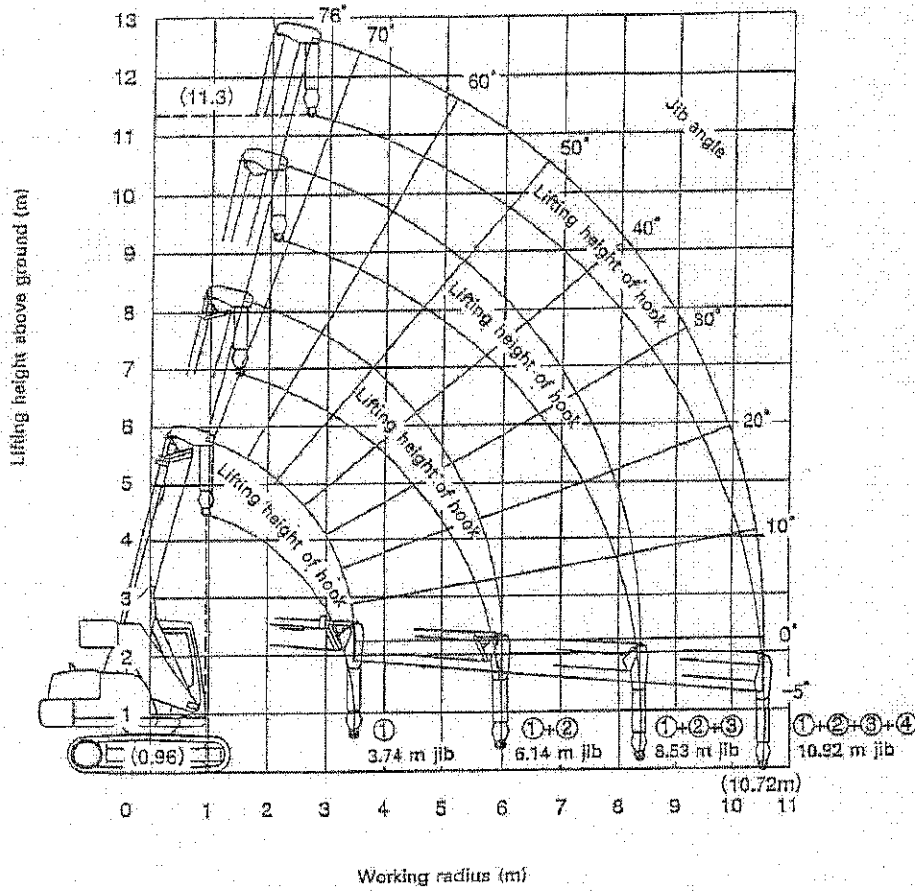 13
76°
70°
12
60°
(11.3)
11
50°
Jib angle
10
40°
9
30°
8
7
20°
6
5
10°
4
3
0°
2
-5°
1
Lifting height above ground (m)
Lifting height of hook
Lifting height of hook
Lifting height of hook
Lifting height of hook
(0.96)
① ①+② ①+②+③ ①+②+③+④
3.74 m jib 6.14 m jib 8.53 m jib 10.92 m jib
(10.72m)
0 1 2 3 4 5 6 7 8 9 10 11
Working radius (m)